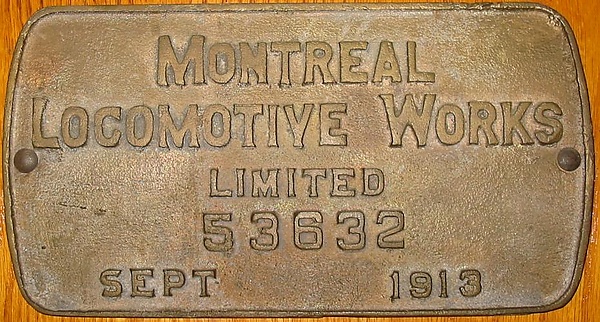 MONTREAL
LOCOMOTIVE WORKS
LIMITED
53632
SEPT 1913